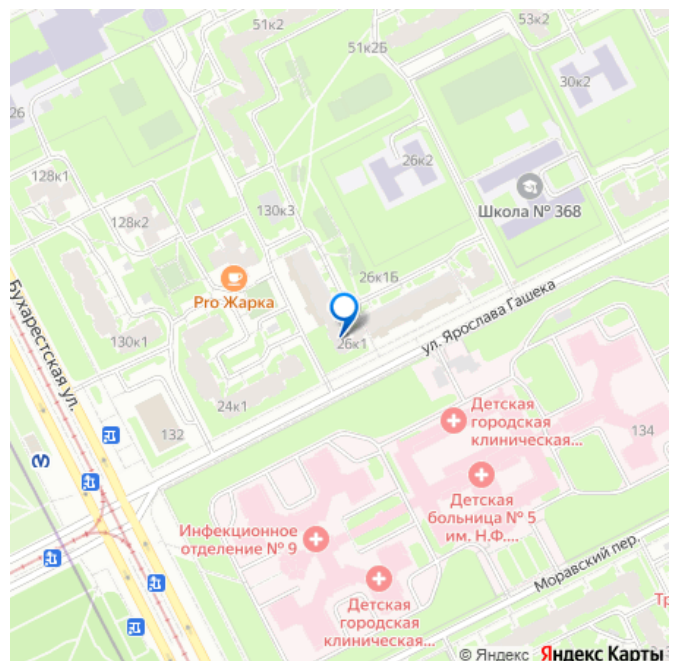 51к2
53к2
51к2Б
30к2
26
26к2
128к1
130к3
Школа № 368
128к2
26к1Б
Pro Жарка
Бухарестская ул.
ул. Ярослава Гашека
130к1
26к1
24к1
Детская
городская
клиническая...
132
134
Детская
больница № 5
им. Н.Ф....
Инфекционное
отделение № 9
Моравский пер.
Детская
городская
клиническая...
© Яндекс Яндекс Карты